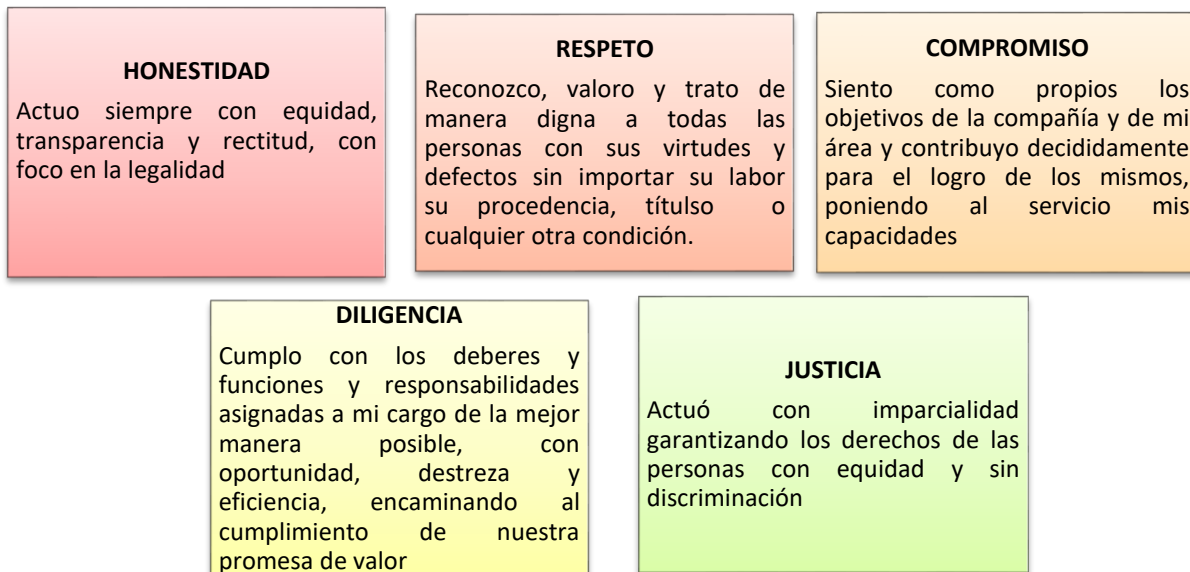 HONESTIDAD
Actuo siempre con equidad,
transparencia y rectitud, con
foco en la legalidad
RESPETO
Reconozco, valoro y trato de
manera digna a todas las
personas con sus virtudes y
defectos sin importar su labor
su procedencia, títulso o
cualquier otra condición.
COMPROMISO
Siento como propios los
objetivos de la compañía y de mi
área y contribuyo decididamente
para el logro de los mismos,
poniendo al servicio mis
capacidades
DILIGENCIA
Cumplo con los deberes y
funciones y responsabilidades
asignadas a mi cargo de la mejor
manera posible, con
oportunidad, destreza y
eficiencia, encaminando al
cumplimiento de nuestra
promesa de valor
JUSTICIA
Actuó con imparcialidad
garantizando los derechos de las
personas con equidad y sin
discriminación